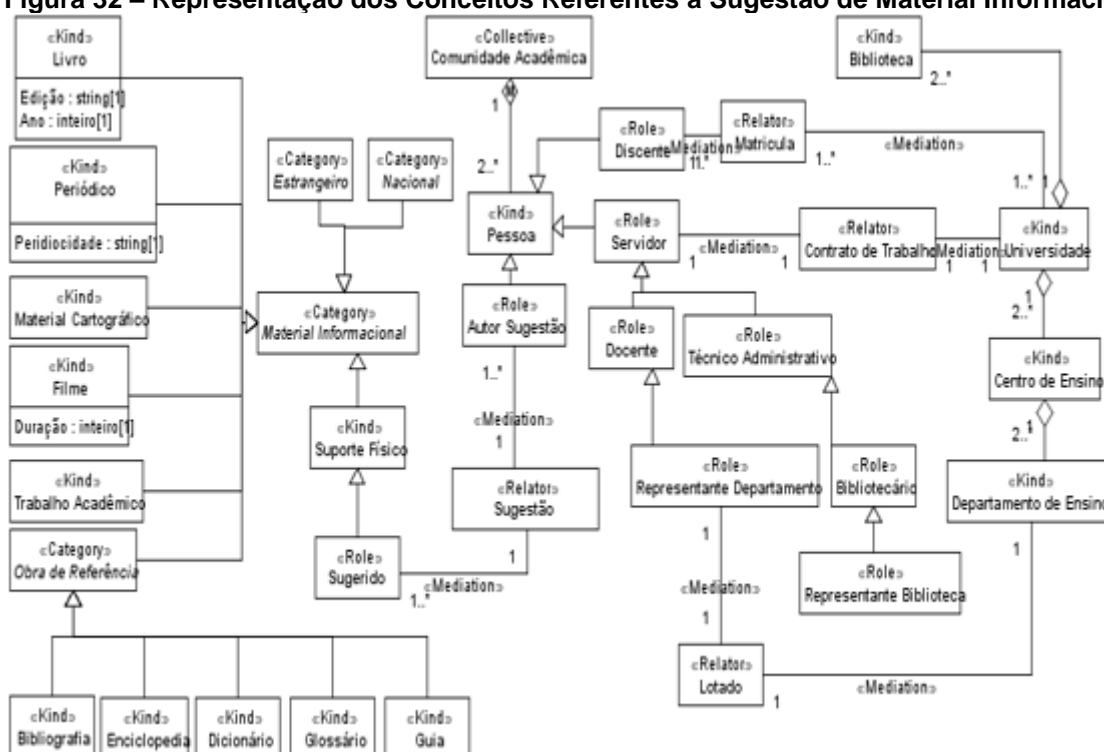 Figura 32 – Representação dos Conceitos Referentes à Sugestão de Material Informaci
«Kind»
Livro
Edição : string[1]
Ano : inteiro[1]
«Kind»
Periódico
Peridiocidade : string[1]
«Kind»
Material Cartográfico
«Kind»
Filme
Duração : inteiro[1]
«Kind»
Trabalho Acadêmico
«Category»
Obra de Referência
«Kind»
Bibliografia
«Kind»
Enciclopedia
«Kind»
Dicionário
«Kind»
Glossário
«Kind»
Guia
«Category»
Estrangeiro
«Category»
Nacional
«Category»
Material Informacional
«Kind»
Suporte Físico
«Role»
Sugerido
1..*
«Mediation»
1
«Collective»
Comunidade Acadêmica
M
1
2..*
«Kind»
Pessoa
«Role»
Autor Sugestão
1..*
«Mediation»
1
«Relator»
Sugestão
«Role»
Discente
«Mediation»
11..*
«Relator»
Matricula
1..*
«Mediation»
1..*
«Role»
Servidor
1
«Mediation»
1
«Relator»
Contrato de Trabalho
«Mediation»
1
1
«Kind»
Biblioteca
2..*
1
«Kind»
Universidade
1
2..*
«Kind»
Centro de Ensino
1
2..*
«Kind»
Departamento de Ensino
1
«Role»
Docente
«Role»
Técnico Administrativo
«Role»
Representante Departamento
1
«Mediation»
1
«Role»
Bibliotecário
«Role»
Representante Biblioteca
«Relator»
Lotado
1
«Mediation»